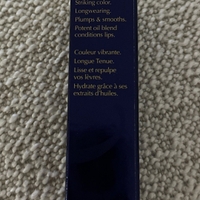 Striking color.
Longwearing.
Plumps & smooths.
Potent oil blend
conditions lips.
Couleur vibrante.
Longue Tenue.
Lisse et repulpe
vos lèvres.
Hydrate grâce à ses
extraits d'huiles.